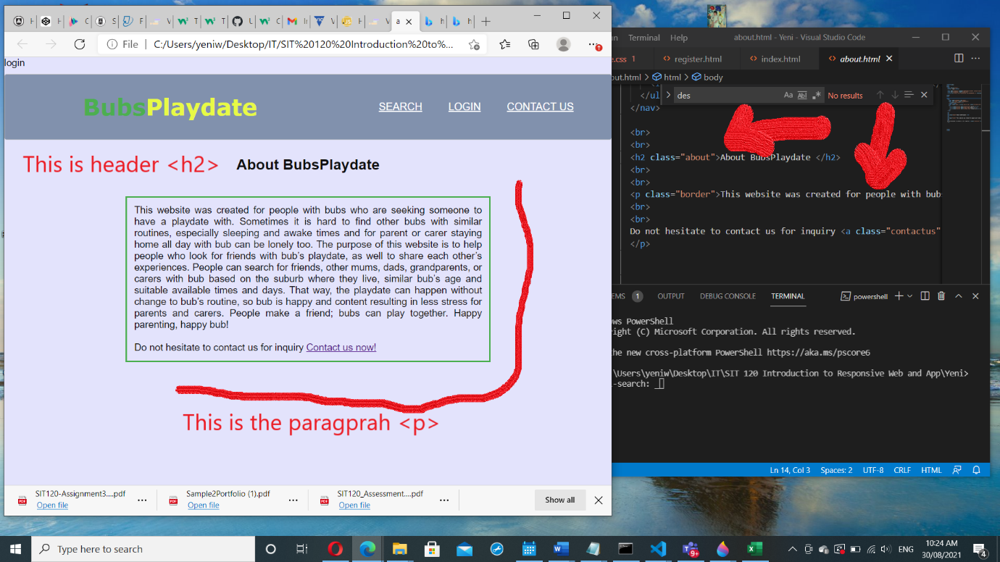 File
C:/Users/yeniw/Desktop/IT/SIT%20120%20Introduction%20to%...
login
BubsPlaydate
SEARCH LOGIN CONTACT US
This is header <h2>
About BubsPlaydate
This website was created for people with bubs who are seeking someone to
have a playdate with. Sometimes it is hard to find other bubs with similar
routines, especially sleeping and awake times and for parent or carer staying
home all day with bub can be lonely too. The purpose of this website is to help
people who look for friends with bub's playdate, as well to share each other's
experiences. People can search for friends, other mums, dads, grandparents, or
carers with bub based on the suburb where they live, similar bub's age and
suitable available times and days. That way, the playdate can happen without
change to bub's routine, so bub is happy and content resulting in less stress for
parents and carers. People make a friend; bubs can play together. Happy
parenting, happy bub!
Do not hesitate to contact us for inquiry Contact us now!
This is the paragprah <p>
SIT120-Assignment3....pdf
Open file
Sample2Portfolio (1).pdf
Open file
SIT120_Assessment....pdf
Open file
Show all
Terminal Help
about.html - Yeni - Visual Studio Code
e.css 1
register.html
index.html
about.html
out.html > html > body
des
No results
</ul
</nav>
<br>
<br>
<h2 class="about">About BubsPlaydate </h2>
<br>
<br>
<p class="border">This website was created for people with bub
<br>
<br>
Do not hesitate to contact us for inquiry <a class="contactus"
</p>
EMS 1 OUTPUT DEBUG CONSOLE TERMINAL
powershell
ows PowerShell
right (C) Microsoft Corporation. All rights reserved.
the new cross-platform PowerShell https://aka.ms/pscore6
\Users\yeniw\Desktop\IT\SIT 120 Introduction to Responsive Web and App\Yeni>
-search: _
Ln 14, Col 3 Spaces: 2 UTF-8 CRLF HTML
Type here to search
9+
ENG
10:24 AM
30/08/2021
4